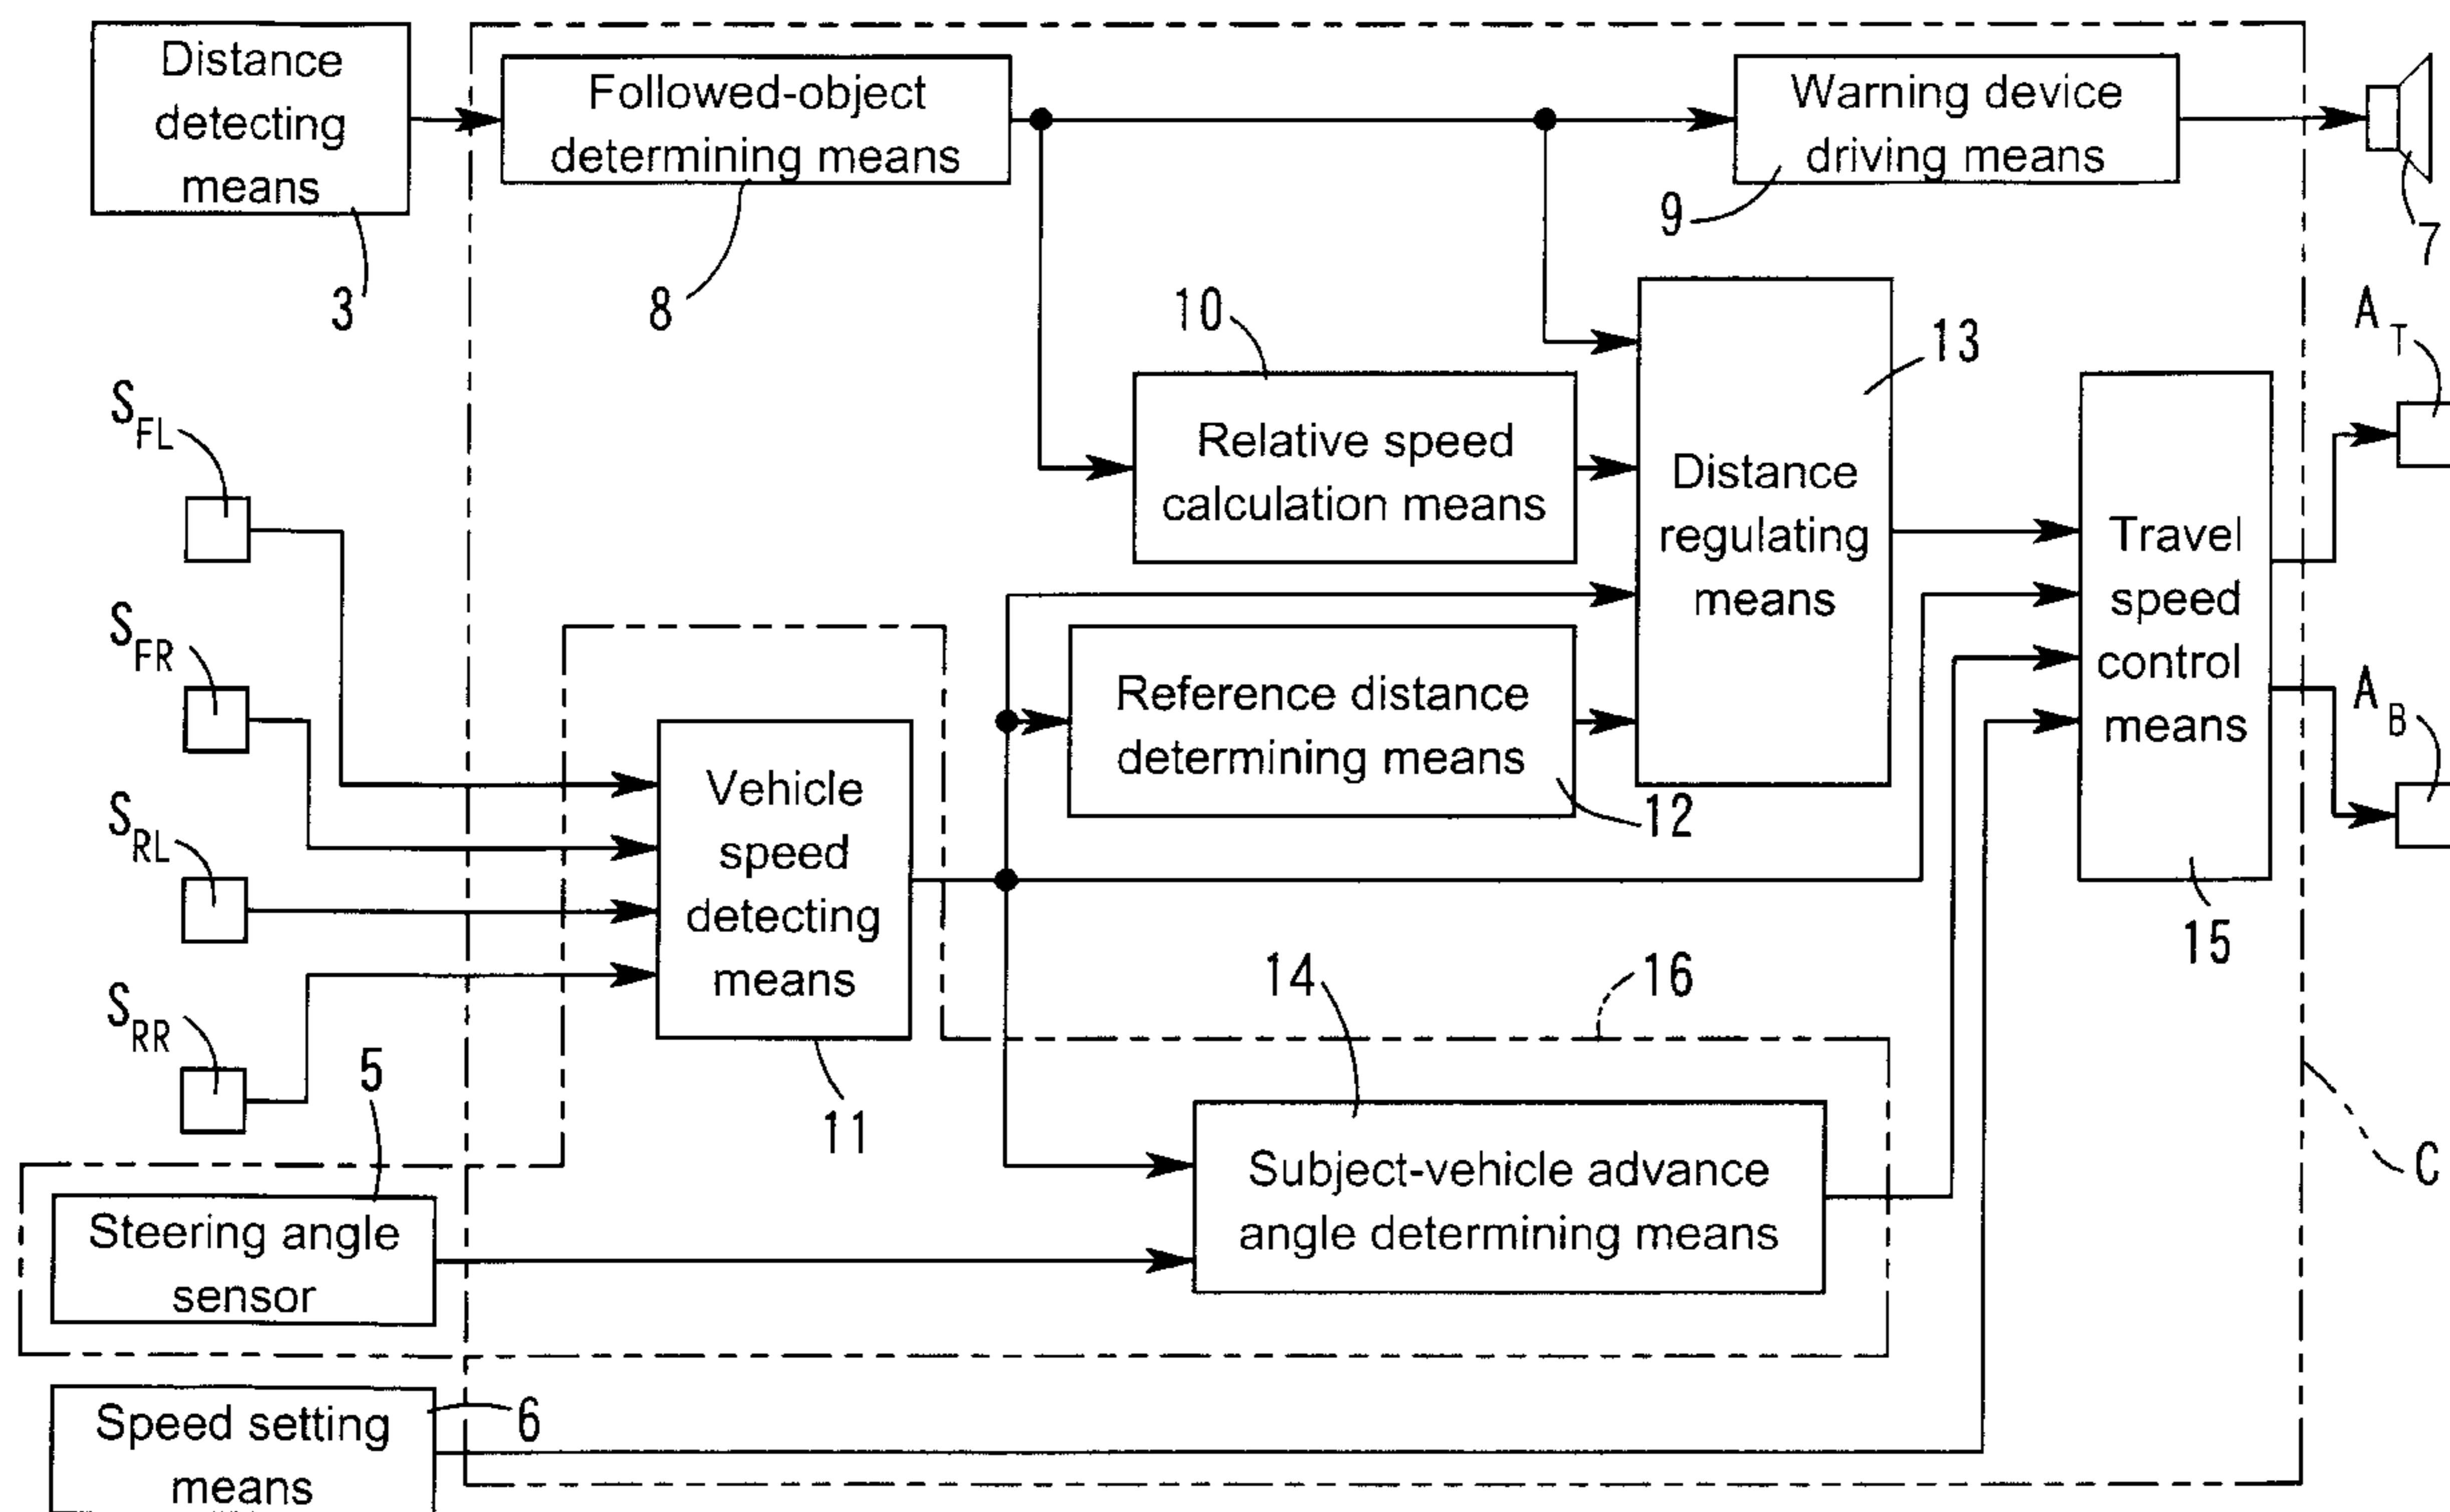 Distance
detecting
means
3
Followed-object
determining means
8
Warning device
driving means
9
7
10
Relative speed
calculation means
13
Distance
regulating
means
A T
S FL
S FR
S RL
S RR
Travel
speed
control
means
15
A B
Reference distance
determining means
12
Vehicle
speed
detecting
means
11
14
16
Subject-vehicle advance
angle determining means
C
5
Steering angle
sensor
Speed setting
means
6